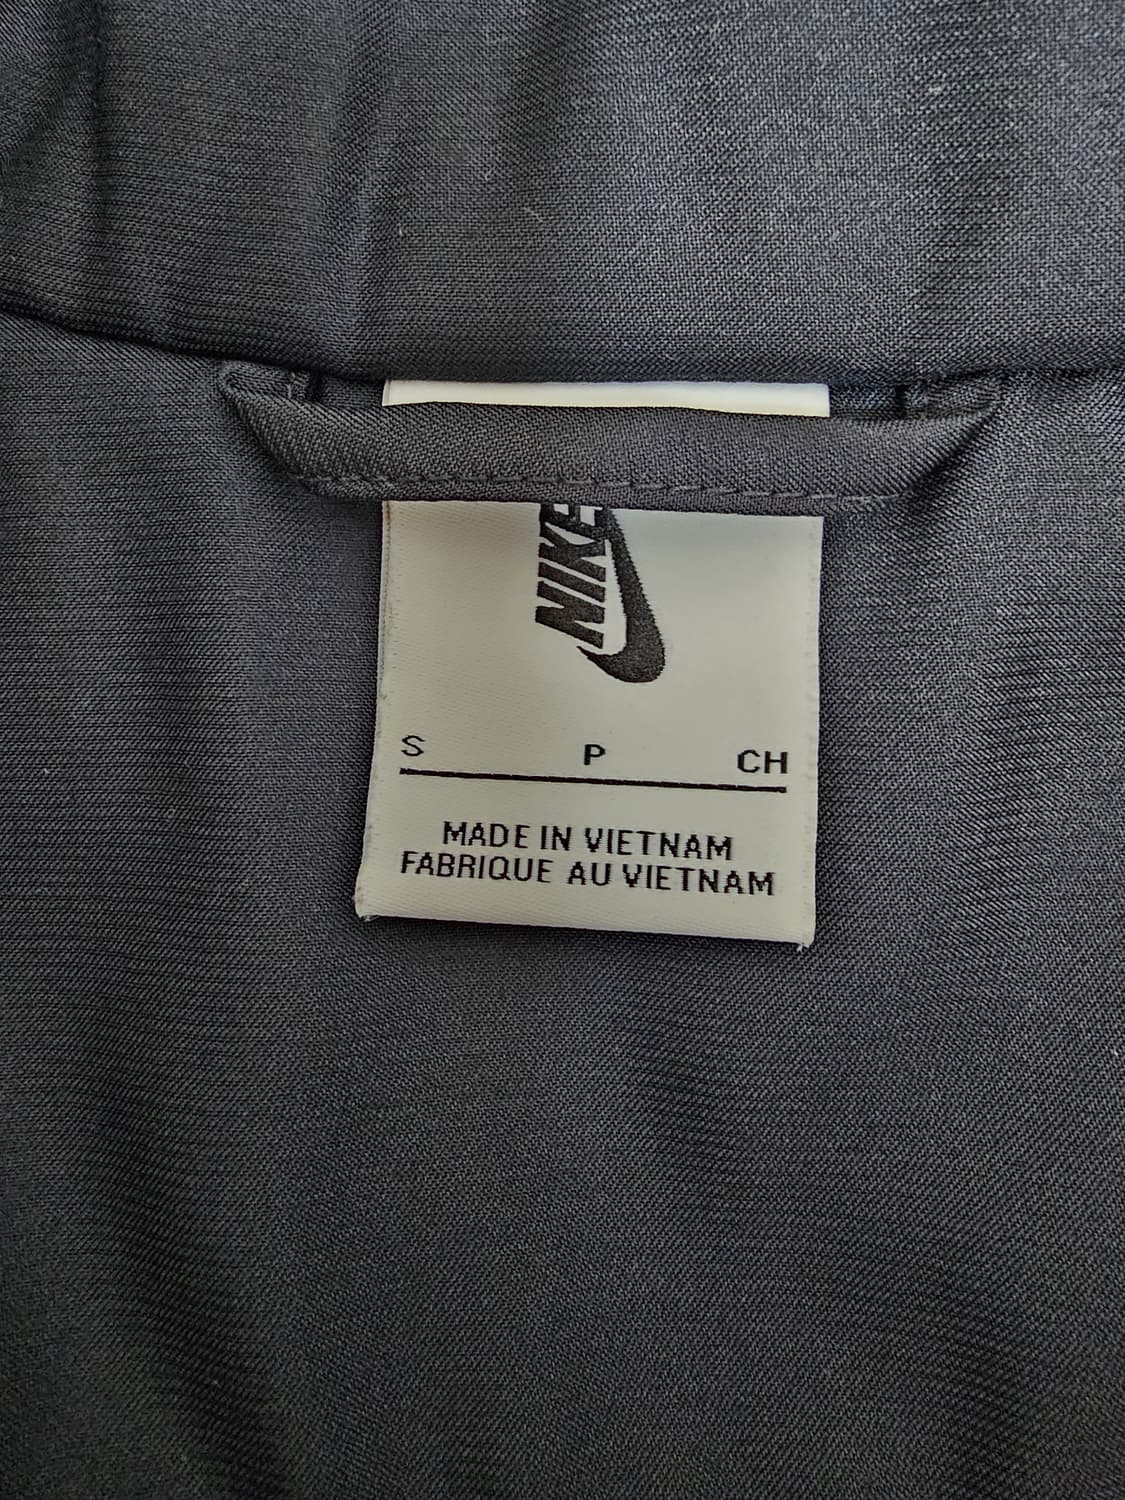 NIKE
S P CH
MADE IN VIETNAM
FABRIQUE AU VIETNAM